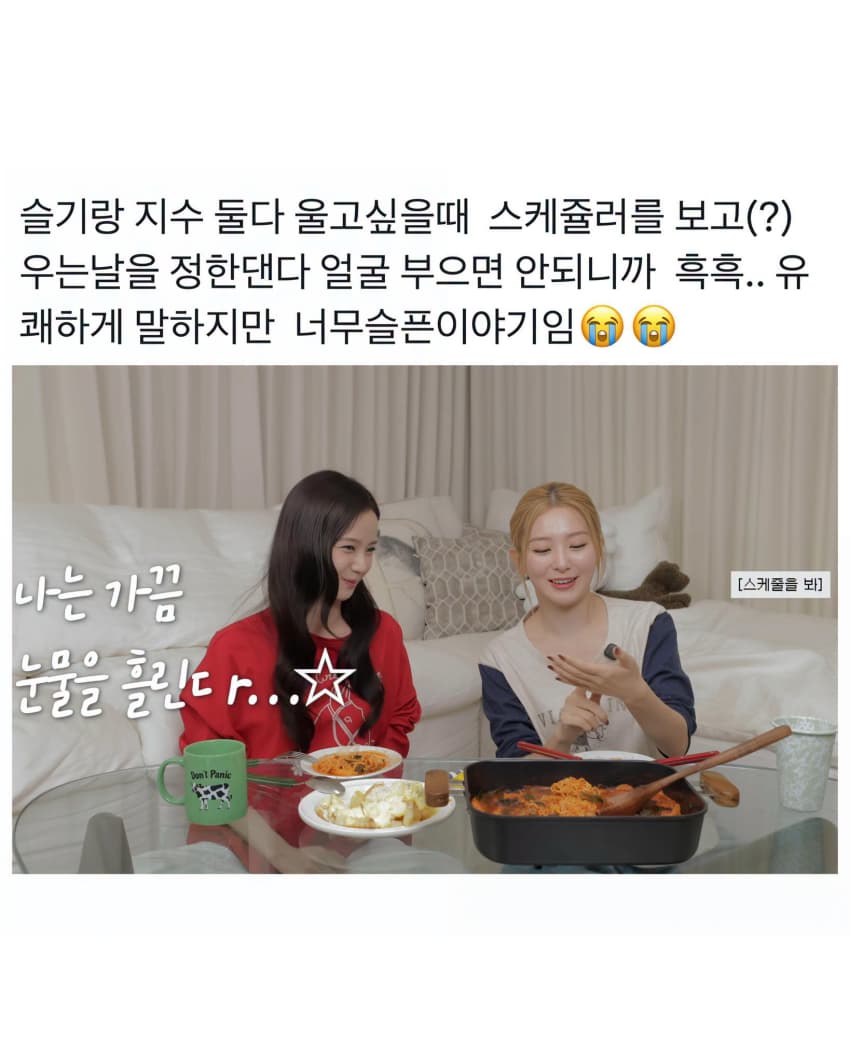 슬기랑 지수 둘다 울고싶을때 스케쥴러를 보고(?)
우는날을 정한댄다 얼굴 부으면 안되니까 흑흑.. 유
쾌하게 말하지만 너무슬픈이야기임😭😭
나는 가끔
눈물을 흘린ㄷr...☆
[스케줄을 봐]
Don't Panic